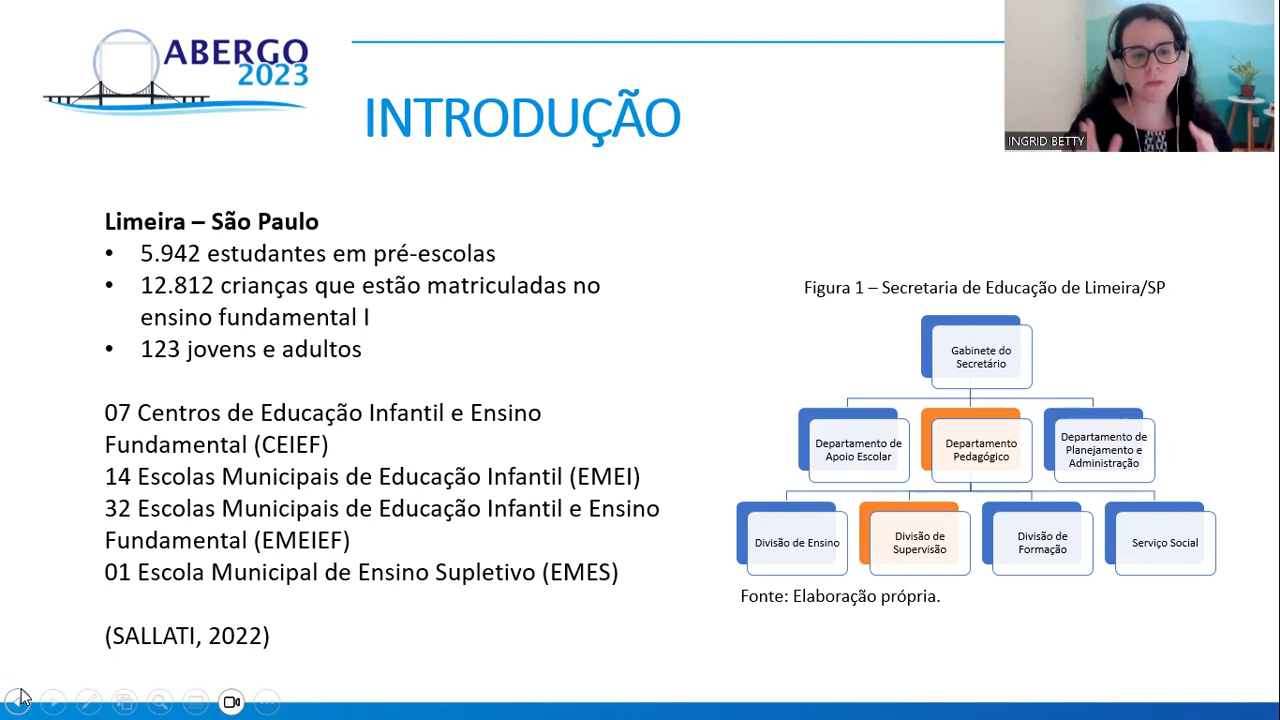 ABERGO
2023
INTRODUÇÃO
INGRID BETTY
Limeira – São Paulo
• 5.942 estudantes em pré-escolas
• 12.812 crianças que estão matriculadas no
ensino fundamental I
• 123 jovens e adultos
07 Centros de Educação Infantil e Ensino
Fundamental (CEIEF)
14 Escolas Municipais de Educação Infantil (EMEI)
32 Escolas Municipais de Educação Infantil e Ensino
Fundamental (EMEIEF)
01 Escola Municipal de Ensino Supletivo (EMES)
(SALLATI, 2022)
Figura 1 – Secretaria de Educação de Limeira/SP
Gabinete do
Secretário
Departamento de
Apoio Escolar
Departamento
Pedagógico
Departamento de
Planejamento e
Administração
Divisão de Ensino
Divisão de
Supervisão
Divisão de
Formação
Serviço Social
Fonte: Elaboração própria.